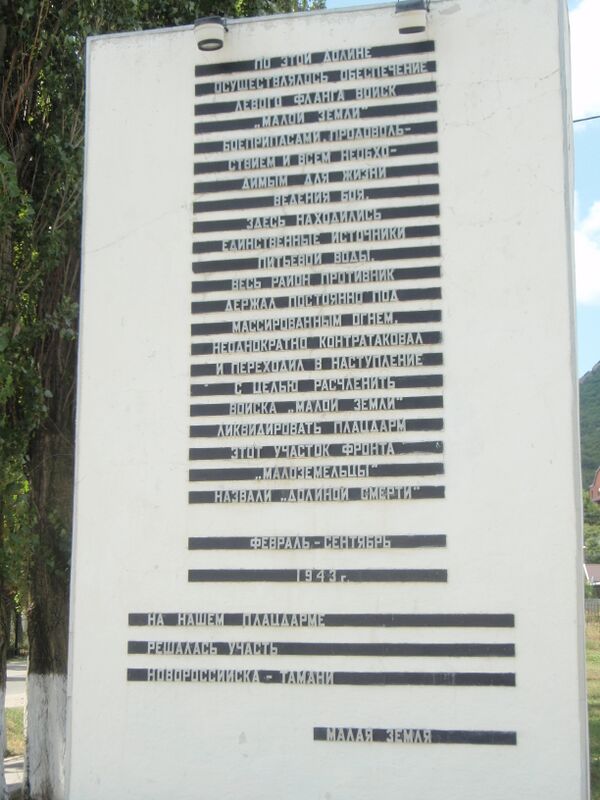 ПО ЭТОЙ ДОЛИНЕ
ОСУЩЕСТВЛЯЛОСЬ ОБЕСПЕЧЕНИЕ
ЛЕВОГО ФЛАНГА ВОЙСК
„МАЛОЙ ЗЕМЛИ"
БОЕПРИПАСАМИ, ПРОДОВОЛЬ-
СТВИЕМ И ВСЕМ НЕОБХО-
ДИМЫМ ДЛЯ ЖИЗНИ
ВЕДЕНИЯ БОЯ.
ЗДЕСЬ НАХОДИЛИСЬ
ЕДИНСТВЕННЫЕ ИСТОЧНИКИ
ПИТЬЕВОЙ ВОДЫ.
ВЕСЬ РАЙОН ПРОТИВНИК
ДЕРЖАЛ ПОСТОЯННО ПОД
МАССИРОВАННЫМ ОГНЕМ,
НЕОДНОКРАТНО КОНТРАТАКОВАЛ
И ПЕРЕХОДИЛ В НАСТУПЛЕНИЕ
С ЦЕЛЬЮ РАСЧЛЕНИТЬ
ВОЙСКА „МАЛОЙ ЗЕМЛИ"
ЛИКВИДИРОВАТЬ ПЛАЦДАРМ
ЭТОТ УЧАСТОК ФРОНТА
„МАЛОЗЕМЕЛЬЦЫ"
НАЗВАЛИ „ДОЛИНОЙ СМЕРТИ"
ФЕВРАЛЬ - СЕНТЯБРЬ
1943 г.
НА НАШЕМ ПЛАЦДАРМЕ
РЕШАЛАСЬ УЧАСТЬ
НОВОРОССИЙСКА - ТАМАНИ
МАЛАЯ ЗЕМЛЯ